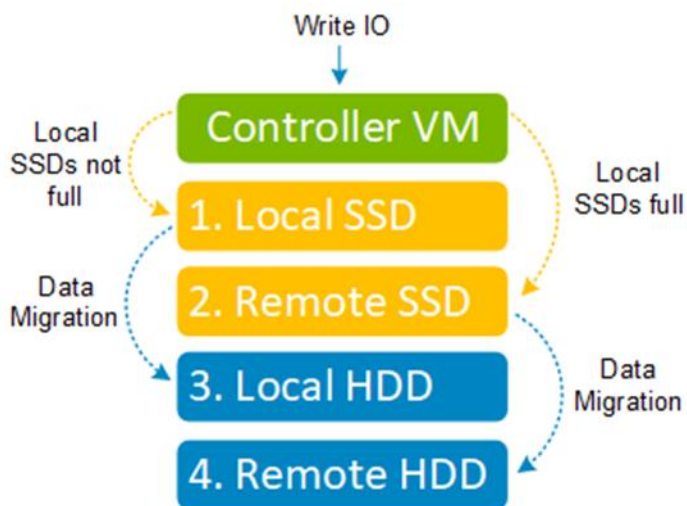 Write IO
Controller VM
Local
SSDs not
full
Local
SSDs full
1. Local SSD
2. Remote SSD
Data
Migration
3. Local HDD
Data
Migration
4. Remote HDD